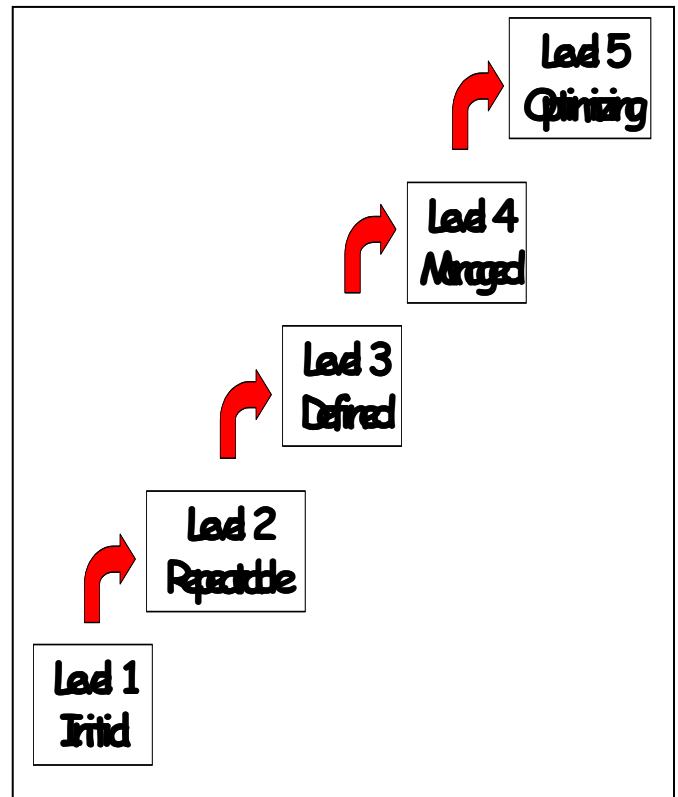 Level 5
Optimizing
Level 4
Managed
Level 3
Defined
Level 2
Repeatable
Level 1
Initial